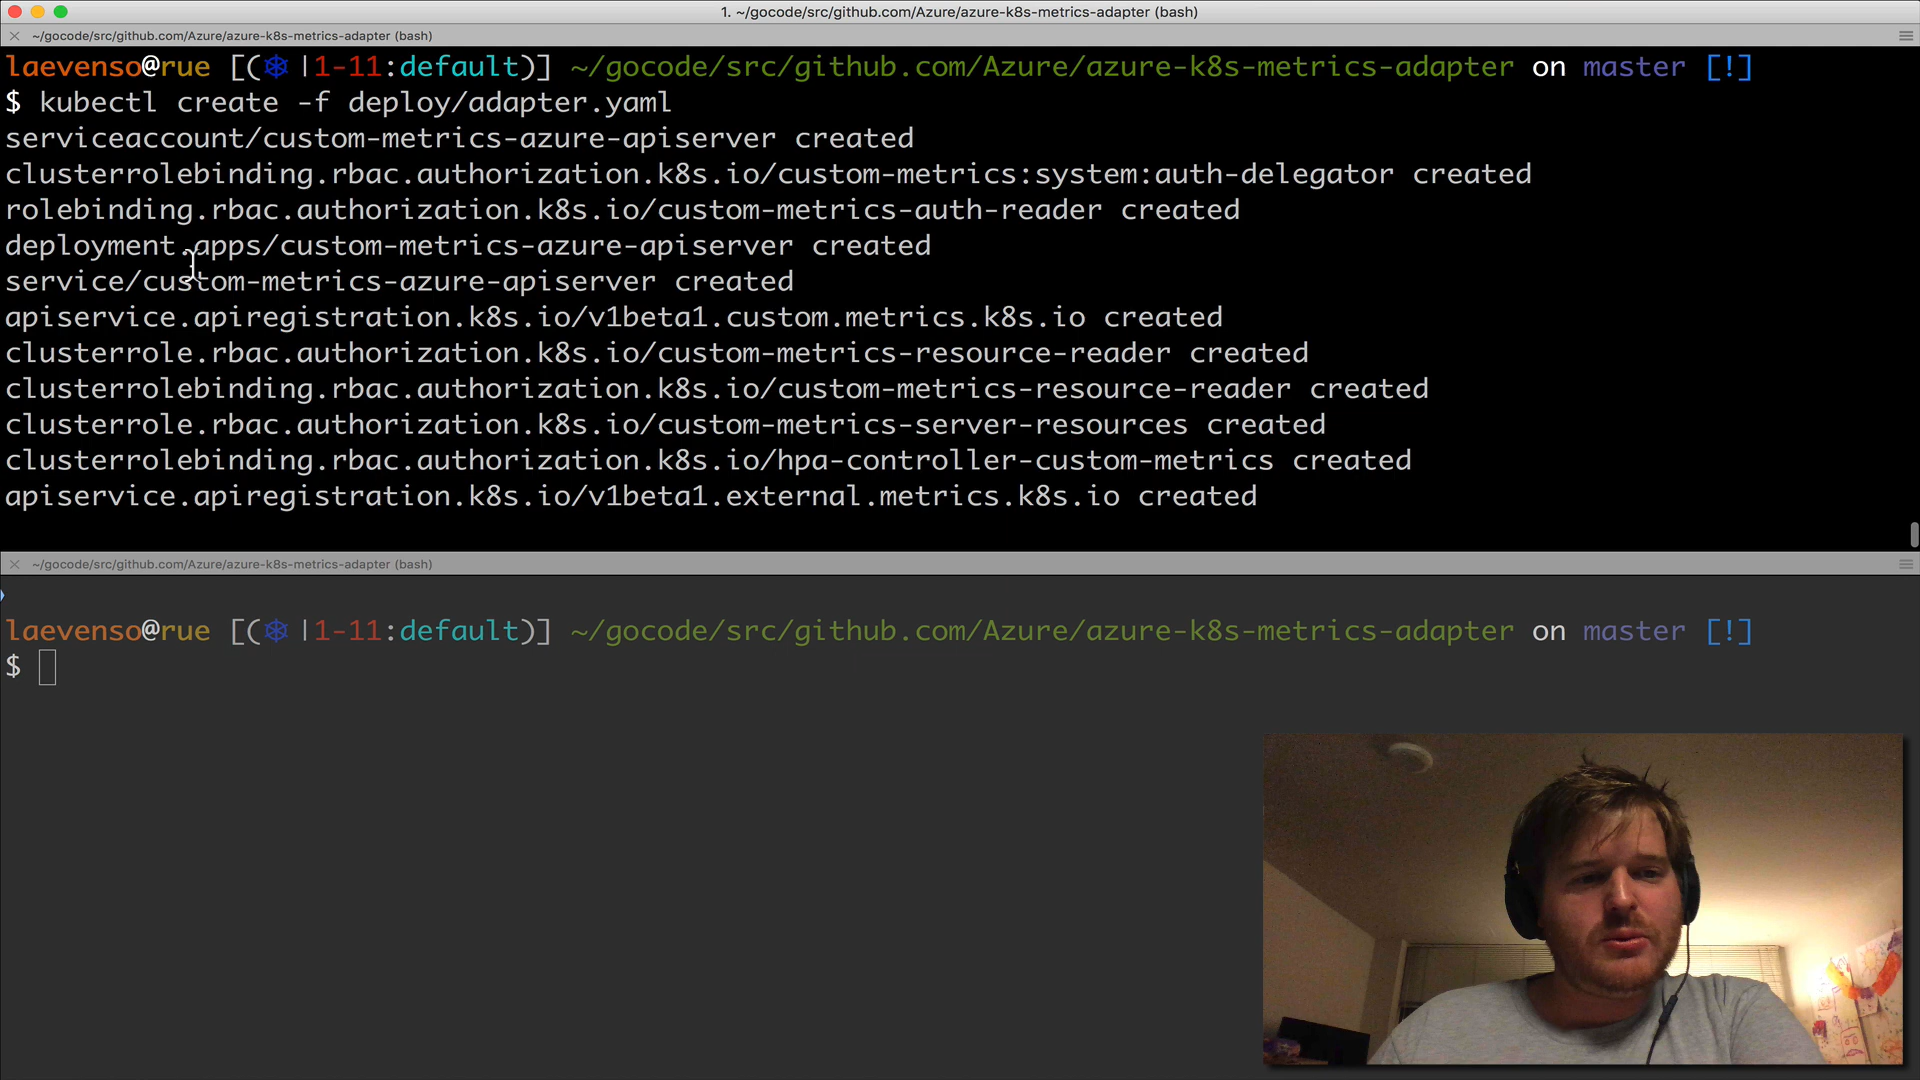 1. ~/gocode/src/github.com/Azure/azure-k8s-metrics-adapter (bash)
~/gocode/src/github.com/Azure/azure-k8s-metrics-adapter (bash)
laevenso@rue [(⎈ |1-11:default)] ~/gocode/src/github.com/Azure/azure-k8s-metrics-adapter on master [!]
$ kubectl create -f deploy/adapter.yaml
serviceaccount/custom-metrics-azure-apiserver created
clusterrolebinding.rbac.authorization.k8s.io/custom-metrics:system:auth-delegator created
rolebinding.rbac.authorization.k8s.io/custom-metrics-auth-reader created
deployment.apps/custom-metrics-azure-apiserver created
service/custom-metrics-azure-apiserver created
apiservice.apiregistration.k8s.io/v1beta1.custom.metrics.k8s.io created
clusterrole.rbac.authorization.k8s.io/custom-metrics-resource-reader created
clusterrolebinding.rbac.authorization.k8s.io/custom-metrics-resource-reader created
clusterrole.rbac.authorization.k8s.io/custom-metrics-server-resources created
clusterrolebinding.rbac.authorization.k8s.io/hpa-controller-custom-metrics created
apiservice.apiregistration.k8s.io/v1beta1.external.metrics.k8s.io created
~/gocode/src/github.com/Azure/azure-k8s-metrics-adapter (bash)
laevenso@rue [(⎈ |1-11:default)] ~/gocode/src/github.com/Azure/azure-k8s-metrics-adapter on master [!]
$